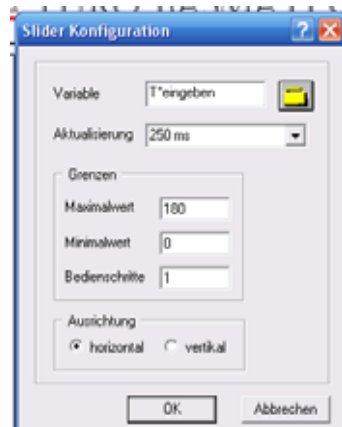 Slider Konfiguration
Variable T*eingeben
Aktualisierung 250 ms
Grenzen
Maximalwert 180
Minimalwert 0
Bedienschritte 1
Ausrichtung
horizontal vertikal
OK Abbrechen